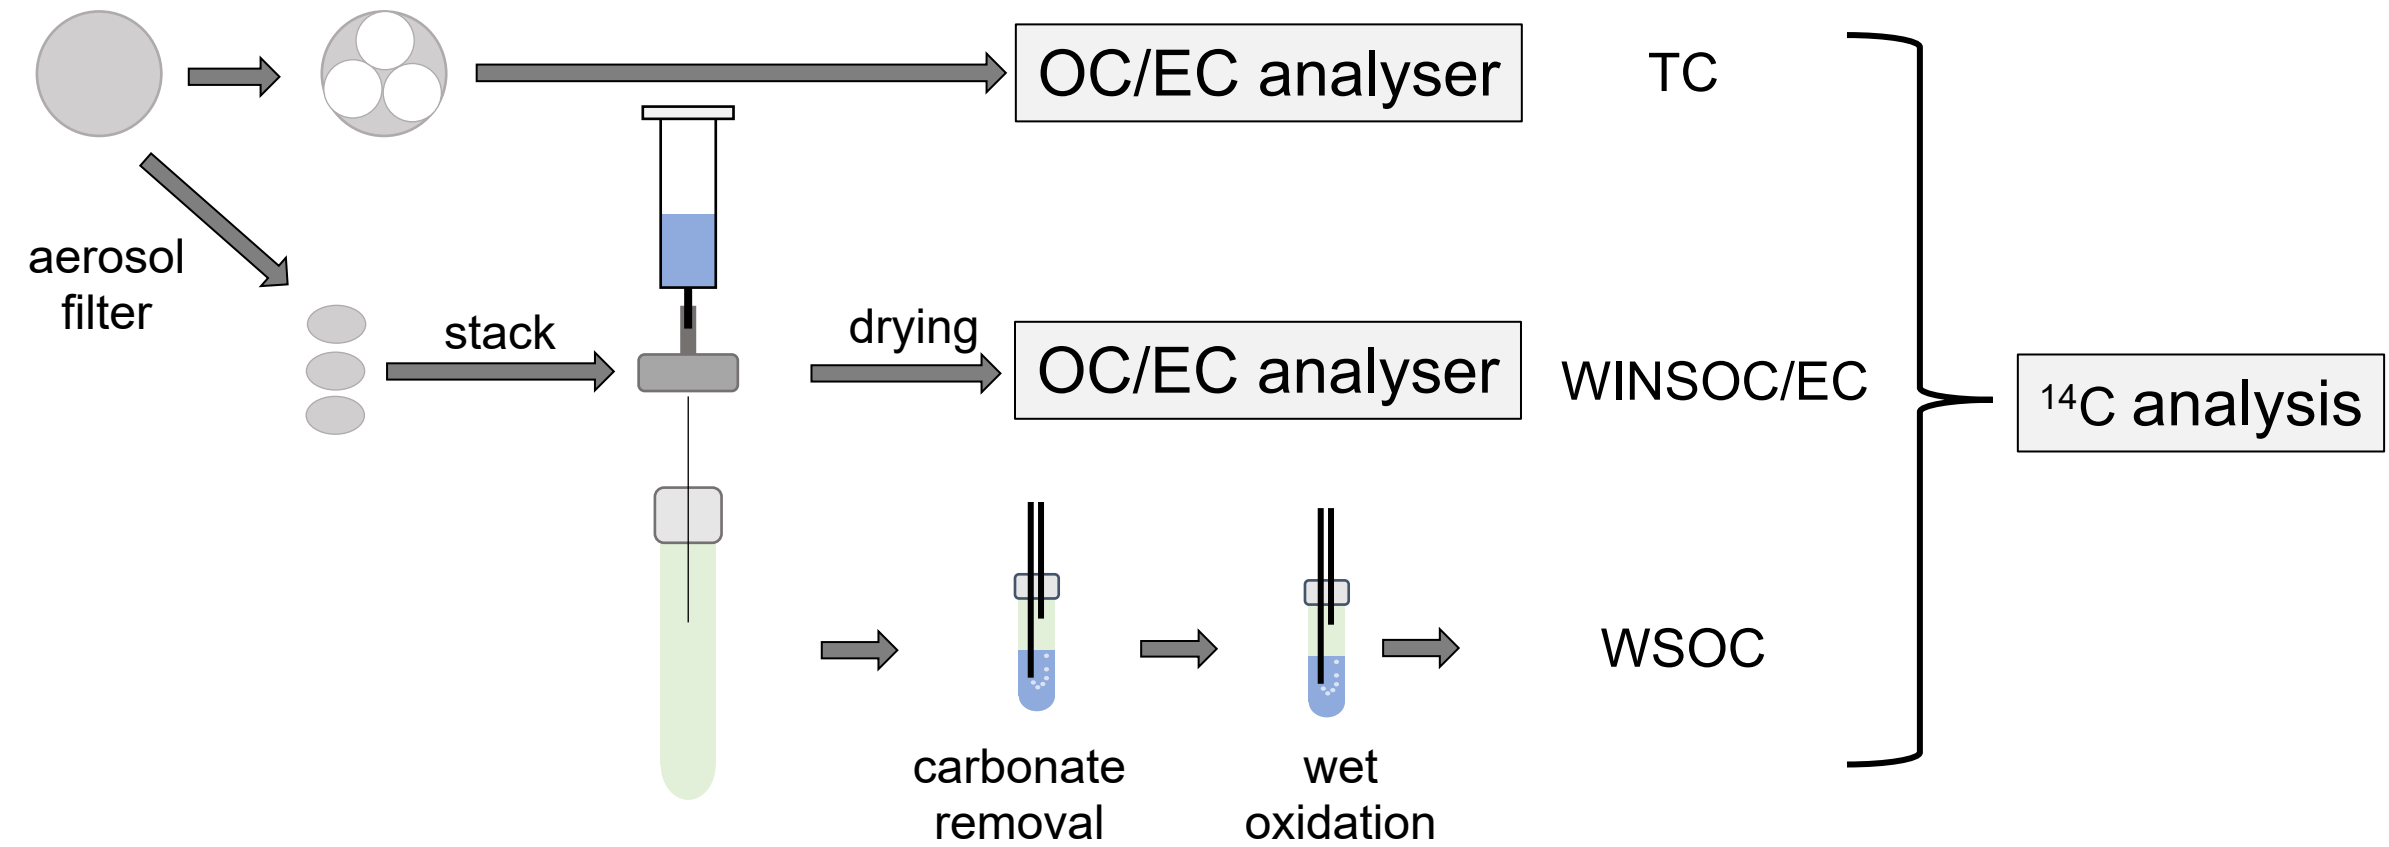 OC/EC analyser
TC
aerosol
filter
stack
drying
OC/EC analyser
WINSOC/EC
¹⁴C analysis
WSOC
carbonate
removal
wet
oxidation